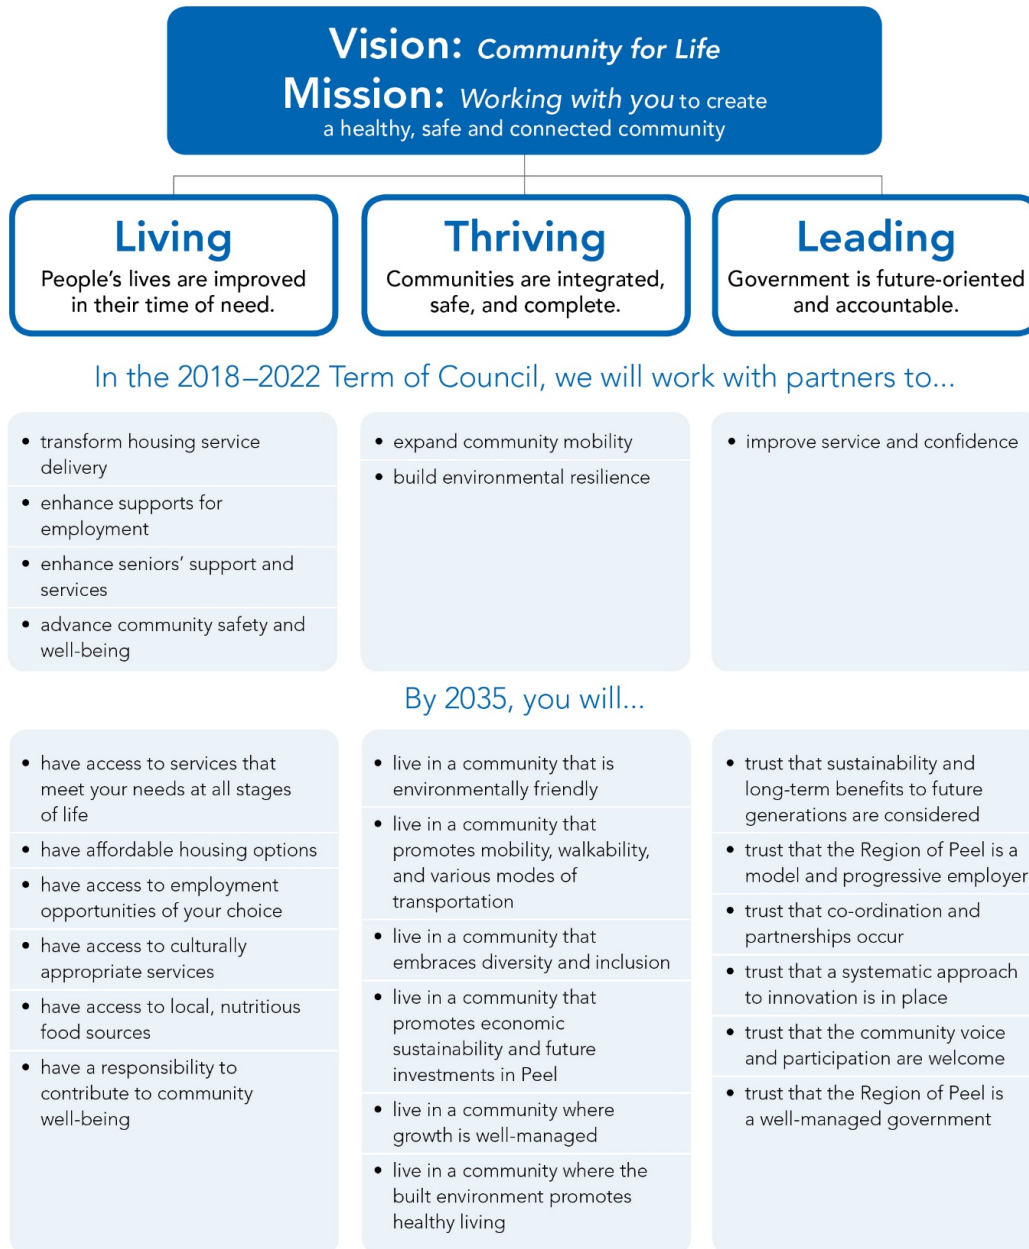 Vision: Community for Life
Mission: Working with you to create
a healthy, safe and connected community
Living
People's lives are improved
in their time of need.
Thriving
Communities are integrated,
safe, and complete.
Leading
Government is future-oriented
and accountable.
In the 2018–2022 Term of Council, we will work with partners to...
• transform housing service
delivery
• enhance supports for
employment
• enhance seniors' support and
services
• advance community safety and
well-being
• expand community mobility
• build environmental resilience
• improve service and confidence
By 2035, you will...
• have access to services that
meet your needs at all stages
of life
• have affordable housing options
• have access to employment
opportunities of your choice
• have access to culturally
appropriate services
• have access to local, nutritious
food sources
• have a responsibility to
contribute to community
well-being
• live in a community that is
environmentally friendly
• live in a community that
promotes mobility, walkability,
and various modes of
transportation
• live in a community that
embraces diversity and inclusion
• live in a community that
promotes economic
sustainability and future
investments in Peel
• live in a community where
growth is well-managed
• live in a community where the
built environment promotes
healthy living
• trust that sustainability and
long-term benefits to future
generations are considered
• trust that the Region of Peel is a
model and progressive employer
• trust that co-ordination and
partnerships occur
• trust that a systematic approach
to innovation is in place
• trust that the community voice
and participation are welcome
• trust that the Region of Peel is
a well-managed government